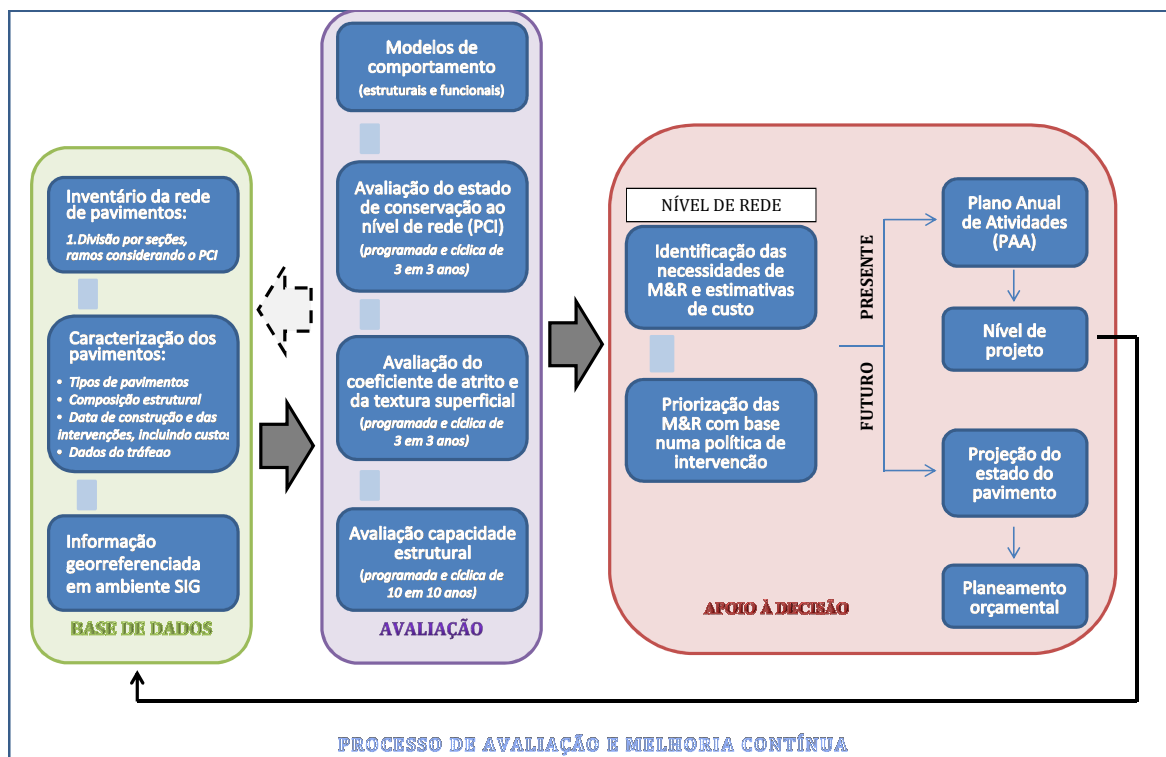 Inventário da rede
de pavimentos:
1.Divisão por seções,
ramos considerando o PCI
Caracterização dos
pavimentos:
• Tipos de pavimentos
• Composição estrutural
• Data de construção e das
intervenções, incluindo custos
• Dados do tráfego
Informação
georreferenciada
em ambiente SIG
BASE DE DADOS
Modelos de
comportamento
(estruturais e funcionais)
Avaliação do estado
de conservação ao
nível de rede (PCI)
(programada e cíclica de
3 em 3 anos)
Avaliação do
coeficiente de atrito e
da textura superficial
(programada e cíclica de
3 em 3 anos)
Avaliação capacidade
estrutural
(programada e cíclica de
10 em 10 anos)
AVALIAÇÃO
NÍVEL DE REDE
Identificação das
necessidades de
M&R e estimativas
de custo
Priorização das
M&R com base
numa política de
intervenção
PRESENTE
FUTURO
Plano Anual
de Atividades
(PAA)
Nível de
projeto
Projeção do
estado do
pavimento
Planeamento
orçamental
APOIO À DECISÃO
PROCESSO DE AVALIAÇÃO E MELHORIA CONTÍNUA